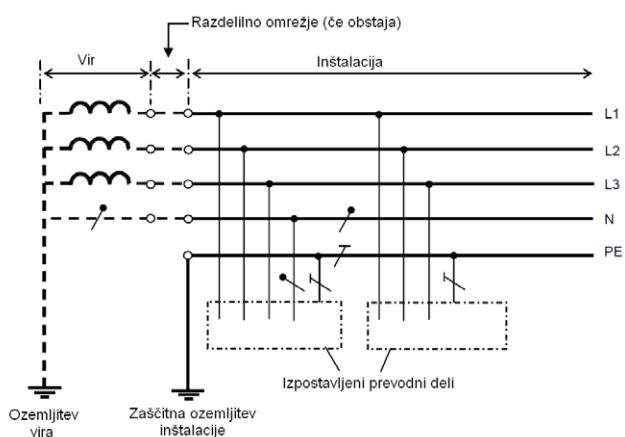 Razdelilno omrežje (če obstaja)
Vir
Inštalacija
L1
L2
L3
N
PE
Izpostavljeni prevodni deli
Ozemljitev
vira
Zaščitna ozemljitev
inštalacije